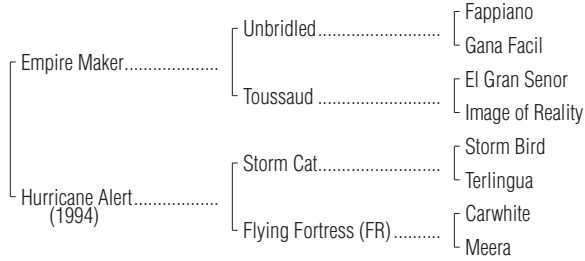 Fappiano
Unbridled
Gana Facil
Empire Maker
El Gran Senor
Toussaud
Image of Reality
Storm Bird
Storm Cat
Terlingua
Hurricane Alert
(1994)
Carwhite
Flying Fortress (FR)
Meera